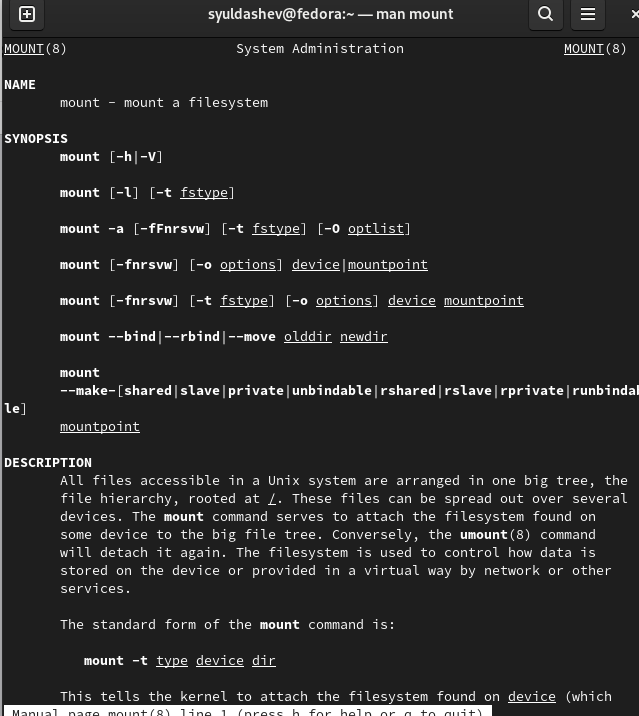 syuldashev@fedora:~ — man mount
MOUNT(8) System Administration MOUNT(8)
NAME
mount - mount a filesystem
SYNOPSIS
mount [-h|-V]
mount [-l] [-t fstype]
mount -a [-fFnrsvw] [-t fstype] [-O optlist]
mount [-fnrsvw] [-o options] device|mountpoint
mount [-fnrsvw] [-t fstype] [-o options] device mountpoint
mount --bind|--rbind|--move olddir newdir
mount
--make-[shared|slave|private|unbindable|rshared|rslave|rprivate|runbindab
le]
mountpoint
DESCRIPTION
All files accessible in a Unix system are arranged in one big tree, the
file hierarchy, rooted at /. These files can be spread out over several
devices. The mount command serves to attach the filesystem found on
some device to the big file tree. Conversely, the umount(8) command
will detach it again. The filesystem is used to control how data is
stored on the device or provided in a virtual way by network or other
services.
The standard form of the mount command is:
mount -t type device dir
This tells the kernel to attach the filesystem found on device (which
Manual page mount(8) line 1 (press h for help or q to quit)